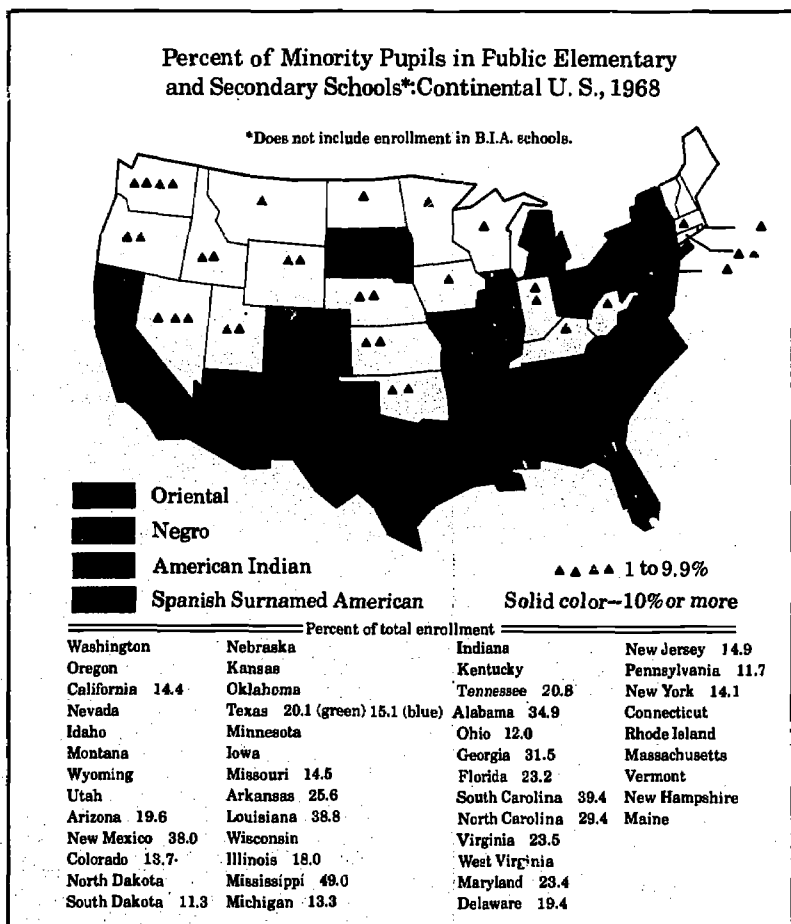 Percent of Minority Pupils in Public Elementary
and Secondary Schools*:Continental U. S., 1968
*Does not include enrollment in B.I.A. schools.
Oriental
Negro
American Indian
Spanish Surnamed American
▲▲▲▲ 1 to 9.9%
Solid color—10% or more
Percent of total enrollment
Washington
Oregon
California 14.4
Nevada
Idaho
Montana
Wyoming
Utah
Arizona 19.6
New Mexico 38.0
Colorado 13.7
North Dakota
South Dakota 11.3
Nebraska
Kansas
Oklahoma
Texas 20.1 (green) 15.1 (blue)
Minnesota
Iowa
Missouri 14.5
Arkansas 25.6
Louisiana 38.8
Wisconsin
Illinois 18.0
Mississippi 49.0
Michigan 13.3
Indiana
Kentucky
Tennessee 20.8
Alabama 34.9
Ohio 12.0
Georgia 31.5
Florida 23.2
South Carolina 39.4
North Carolina 29.4
Virginia 23.5
West Virginia
Maryland 23.4
Delaware 19.4
New Jersey 14.9
Pennsylvania 11.7
New York 14.1
Connecticut
Rhode Island
Massachusetts
Vermont
New Hampshire
Maine